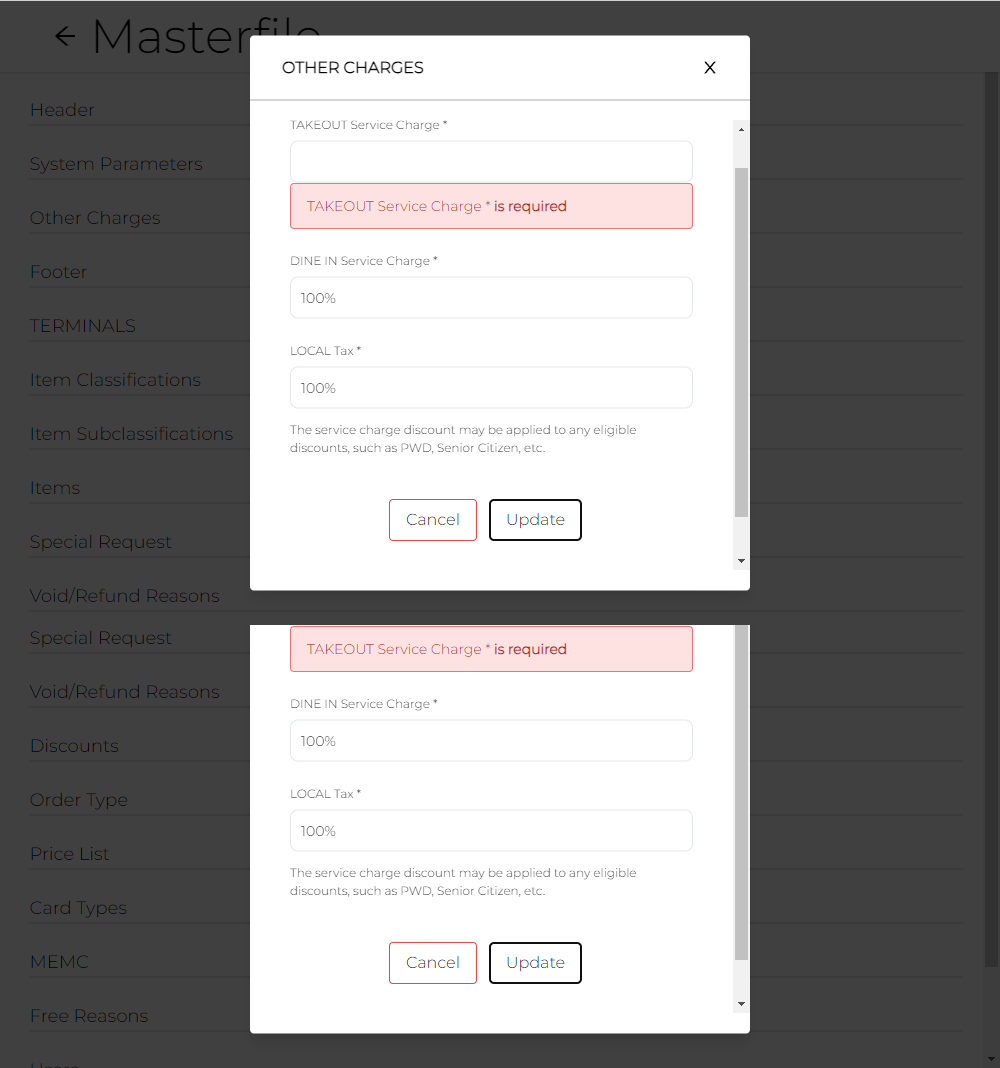 Masterfile
OTHER CHARGES
X
Header
System Parameters
Other Charges
Footer
TERMINALS
Item Classifications
Item Subclassifications
Items
Special Request
Void/Refund Reasons
Special Request
Void/Refund Reasons
Discounts
Order Type
Price List
Card Types
MEMC
Free Reasons
Users
TAKEOUT Service Charge *
TAKEOUT Service Charge * is required
DINE IN Service Charge *
100%
LOCAL Tax *
100%
The service charge discount may be applied to any eligible
discounts, such as PWD, Senior Citizen, etc.
Cancel Update
TAKEOUT Service Charge * is required
DINE IN Service Charge *
100%
LOCAL Tax *
100%
The service charge discount may be applied to any eligible
discounts, such as PWD, Senior Citizen, etc.
Cancel Update